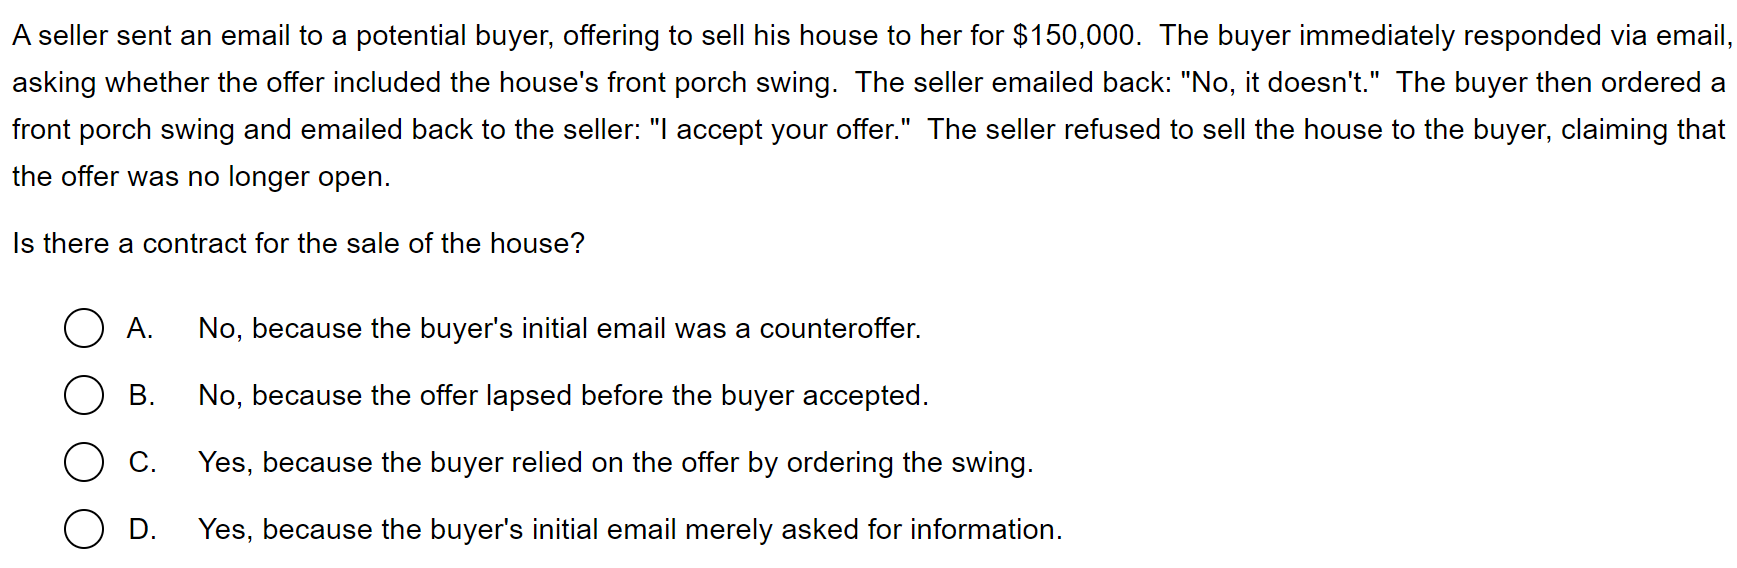 A seller sent an email to a potential buyer, offering to sell his house to her for $150,000.  The buyer immediately responded via email,
asking whether the offer included the house's front porch swing.  The seller emailed back: "No, it doesn't."  The buyer then ordered a
front porch swing and emailed back to the seller: "I accept your offer."  The seller refused to sell the house to the buyer, claiming that
the offer was no longer open.
Is there a contract for the sale of the house?
A. No, because the buyer's initial email was a counteroffer.
B. No, because the offer lapsed before the buyer accepted.
C. Yes, because the buyer relied on the offer by ordering the swing.
D. Yes, because the buyer's initial email merely asked for information.